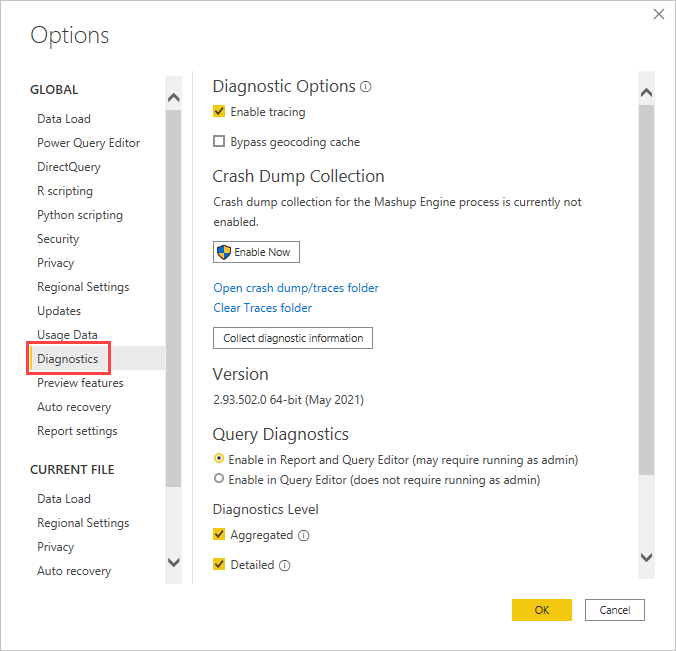 Options
GLOBAL
Data Load
Power Query Editor
DirectQuery
R scripting
Python scripting
Security
Privacy
Regional Settings
Updates
Usage Data
Diagnostics
Preview features
Auto recovery
Report settings
CURRENT FILE
Data Load
Regional Settings
Privacy
Auto recovery
Diagnostic Options
Enable tracing
Bypass geocoding cache
Crash Dump Collection
Crash dump collection for the Mashup Engine process is currently not
enabled.
Enable Now
Open crash dump/traces folder
Clear Traces folder
Collect diagnostic information
Version
2.93.502.0 64-bit (May 2021)
Query Diagnostics
Enable in Report and Query Editor (may require running as admin)
Enable in Query Editor (does not require running as admin)
Diagnostics Level
Aggregated
Detailed
OK
Cancel